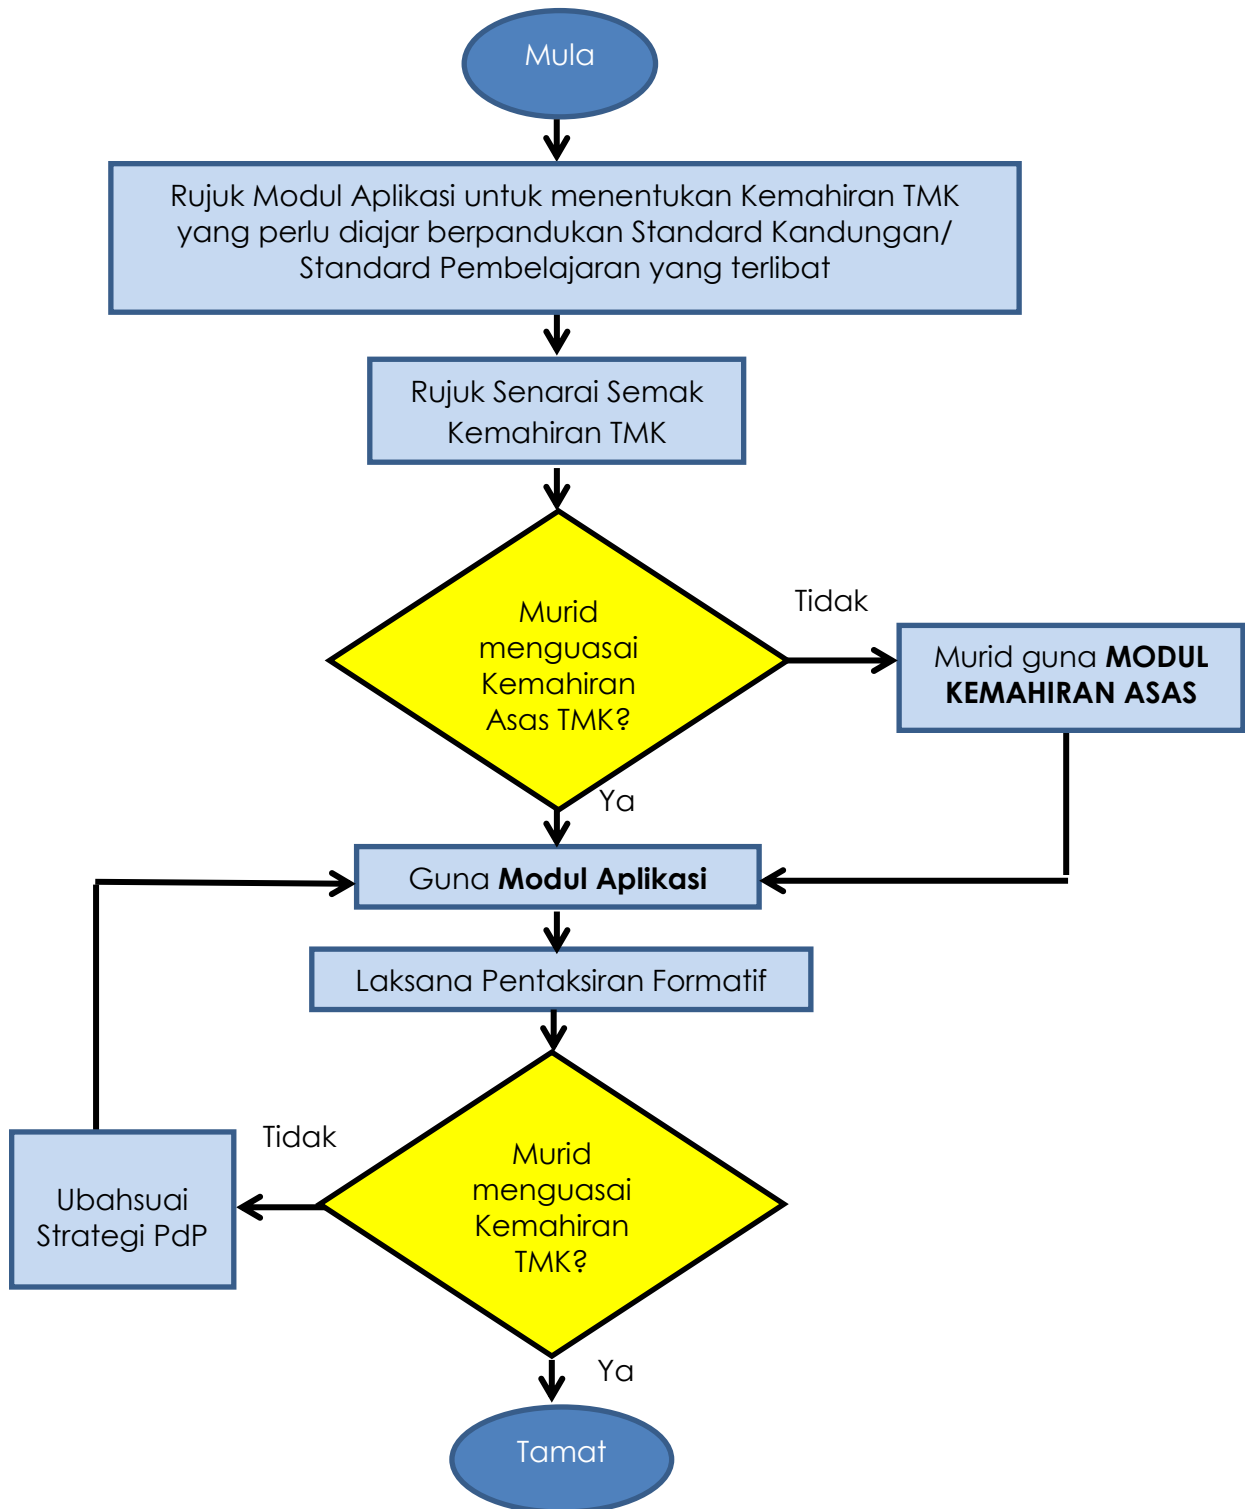 Mula
Rujuk Modul Aplikasi untuk menentukan Kemahiran TMK
yang perlu diajar berpandukan Standard Kandungan/
Standard Pembelajaran yang terlibat
Rujuk Senarai Semak
Kemahiran TMK
Murid
menguasai
Kemahiran
Asas TMK?
Tidak
Murid guna MODUL
KEMAHIRAN ASAS
Ya
Guna Modul Aplikasi
Laksana Pentaksiran Formatif
Murid
menguasai
Kemahiran
TMK?
Tidak
Ubahsuai
Strategi PdP
Ya
Tamat